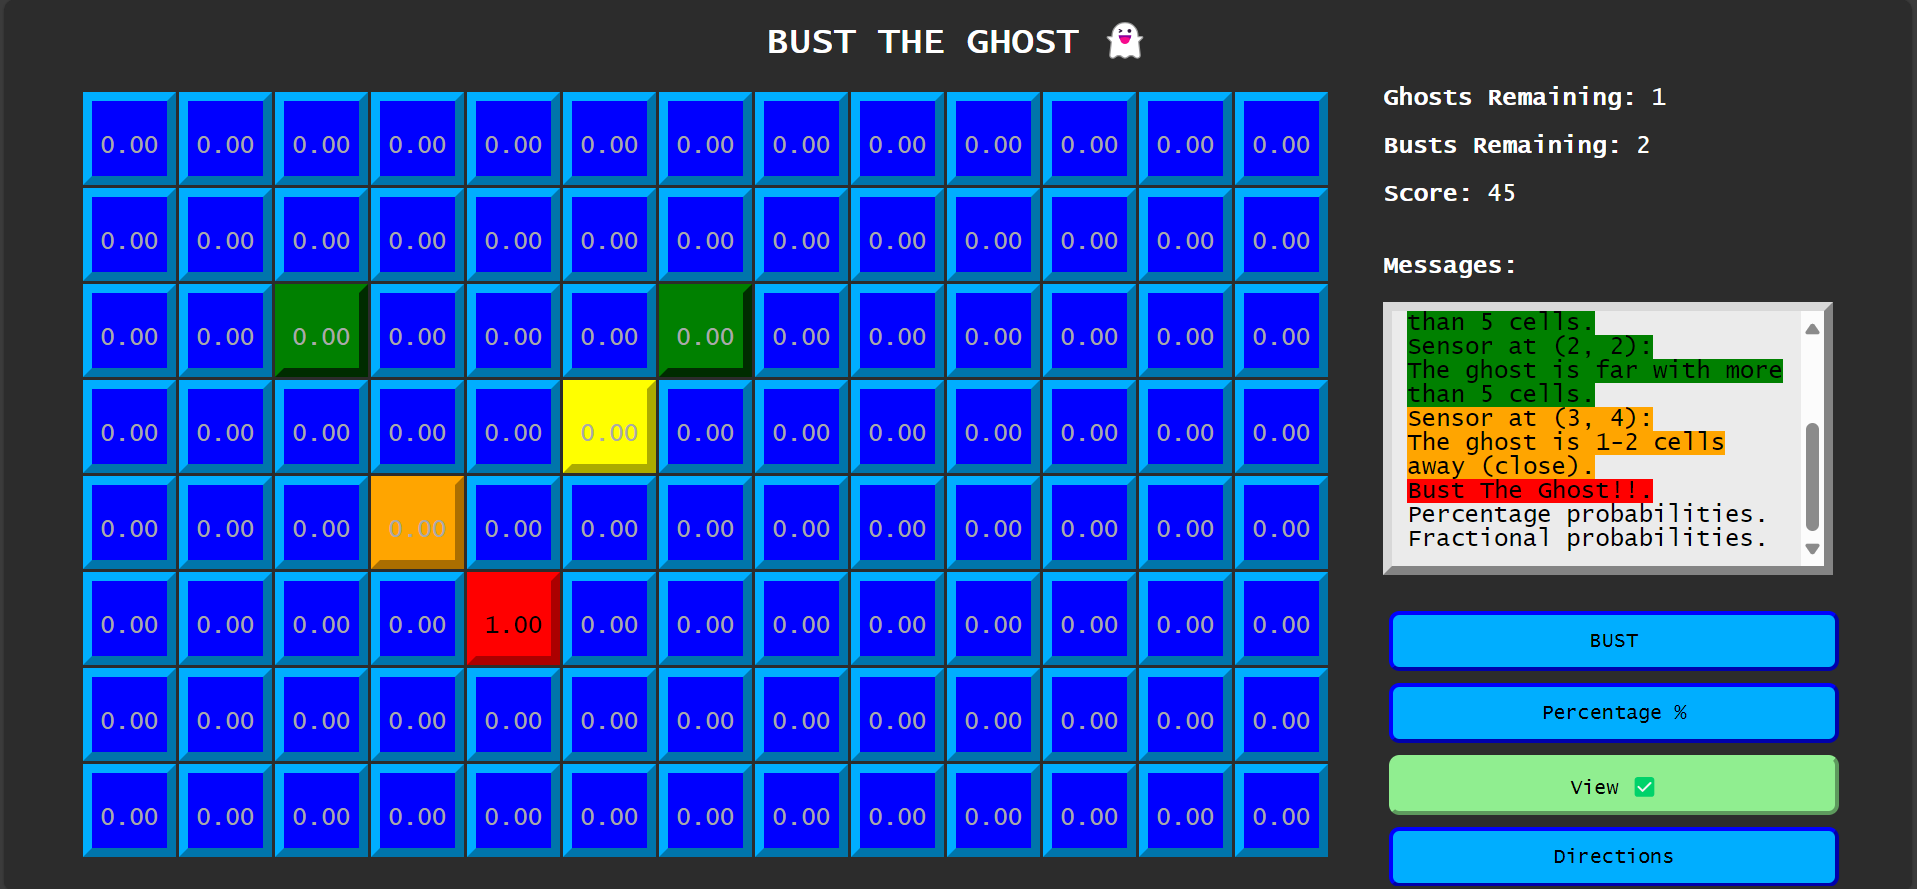 BUST THE GHOST 👻
0.00 0.00 0.00 0.00 0.00 0.00 0.00 0.00 0.00 0.00 0.00 0.00 0.00
0.00 0.00 0.00 0.00 0.00 0.00 0.00 0.00 0.00 0.00 0.00 0.00 0.00
0.00 0.00 0.00 0.00 0.00 0.00 0.00 0.00 0.00 0.00 0.00 0.00 0.00
0.00 0.00 0.00 0.00 0.00 0.00 0.00 0.00 0.00 0.00 0.00 0.00 0.00
0.00 0.00 0.00 0.00 0.00 0.00 0.00 0.00 0.00 0.00 0.00 0.00 0.00
0.00 0.00 0.00 0.00 1.00 0.00 0.00 0.00 0.00 0.00 0.00 0.00 0.00
0.00 0.00 0.00 0.00 0.00 0.00 0.00 0.00 0.00 0.00 0.00 0.00 0.00
0.00 0.00 0.00 0.00 0.00 0.00 0.00 0.00 0.00 0.00 0.00 0.00 0.00
Ghosts Remaining: 1
Busts Remaining: 2
Score: 45
Messages:
than 5 cells.
Sensor at (2, 2):
The ghost is far with more
than 5 cells.
Sensor at (3, 4):
The ghost is 1-2 cells
away (close).
Bust The Ghost!!.
Percentage probabilities.
Fractional probabilities.
BUST
Percentage %
View ✅
Directions